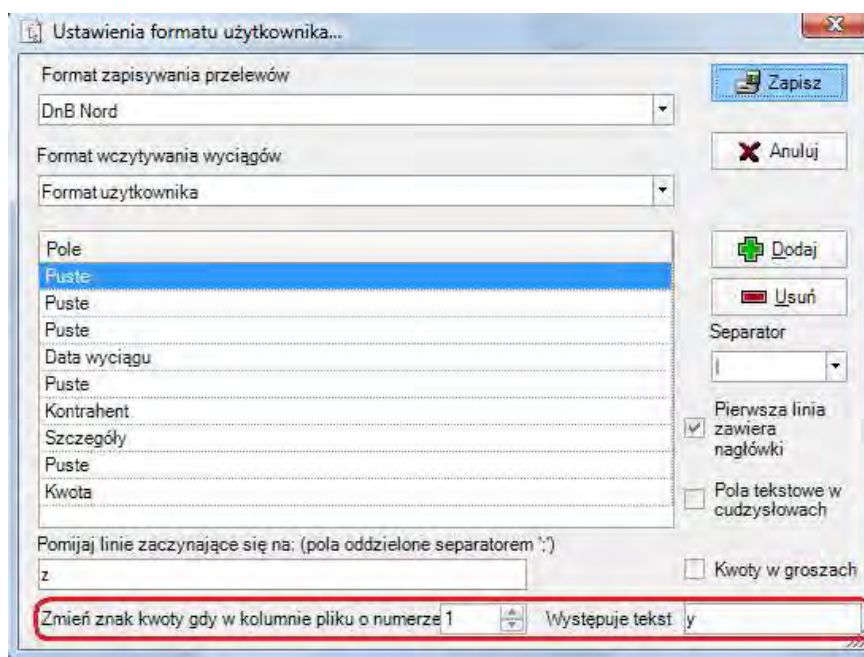 Ustawienia formatu użytkownika...
Format zapisywania przelewów
DnB Nord
Zapisz
Format wczytywania wyciągów
Anuluj
Format użytkownika
Pole
Dodaj
Puste
Puste
Usuń
Puste
Separator
Data wyciągu
|
Puste
Kontrahent
Pierwsza linia
zawiera
nagłówki
Szczegóły
Puste
Kwota
Pola tekstowe w
cudzysłowach
Pomijaj linie zaczynające się na: (pola oddzielone separatorem ';')
z
Kwoty w groszach
Zmień znak kwoty gdy w kolumnie pliku o numerze 1 Występuje tekst y